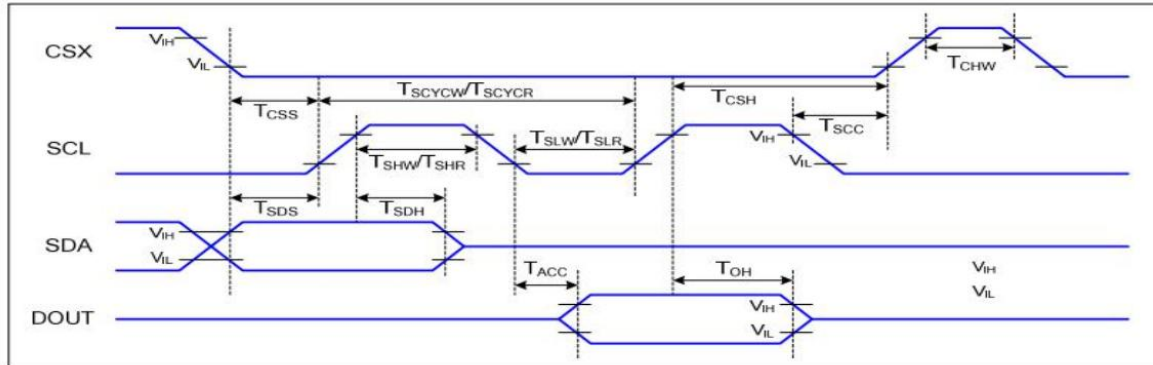 CSX
VIH
VIL
TCHW
TSCYCW/TSCYCR
TCSH
TCSS
TSCC
SCL
TSLW/TSLR
VIH
TSHW/TSHR
VIL
TSDS
TSDH
SDA
VIH
VIL
TACC
TOH
VIH
VIL
DOUT
VIH
VIL